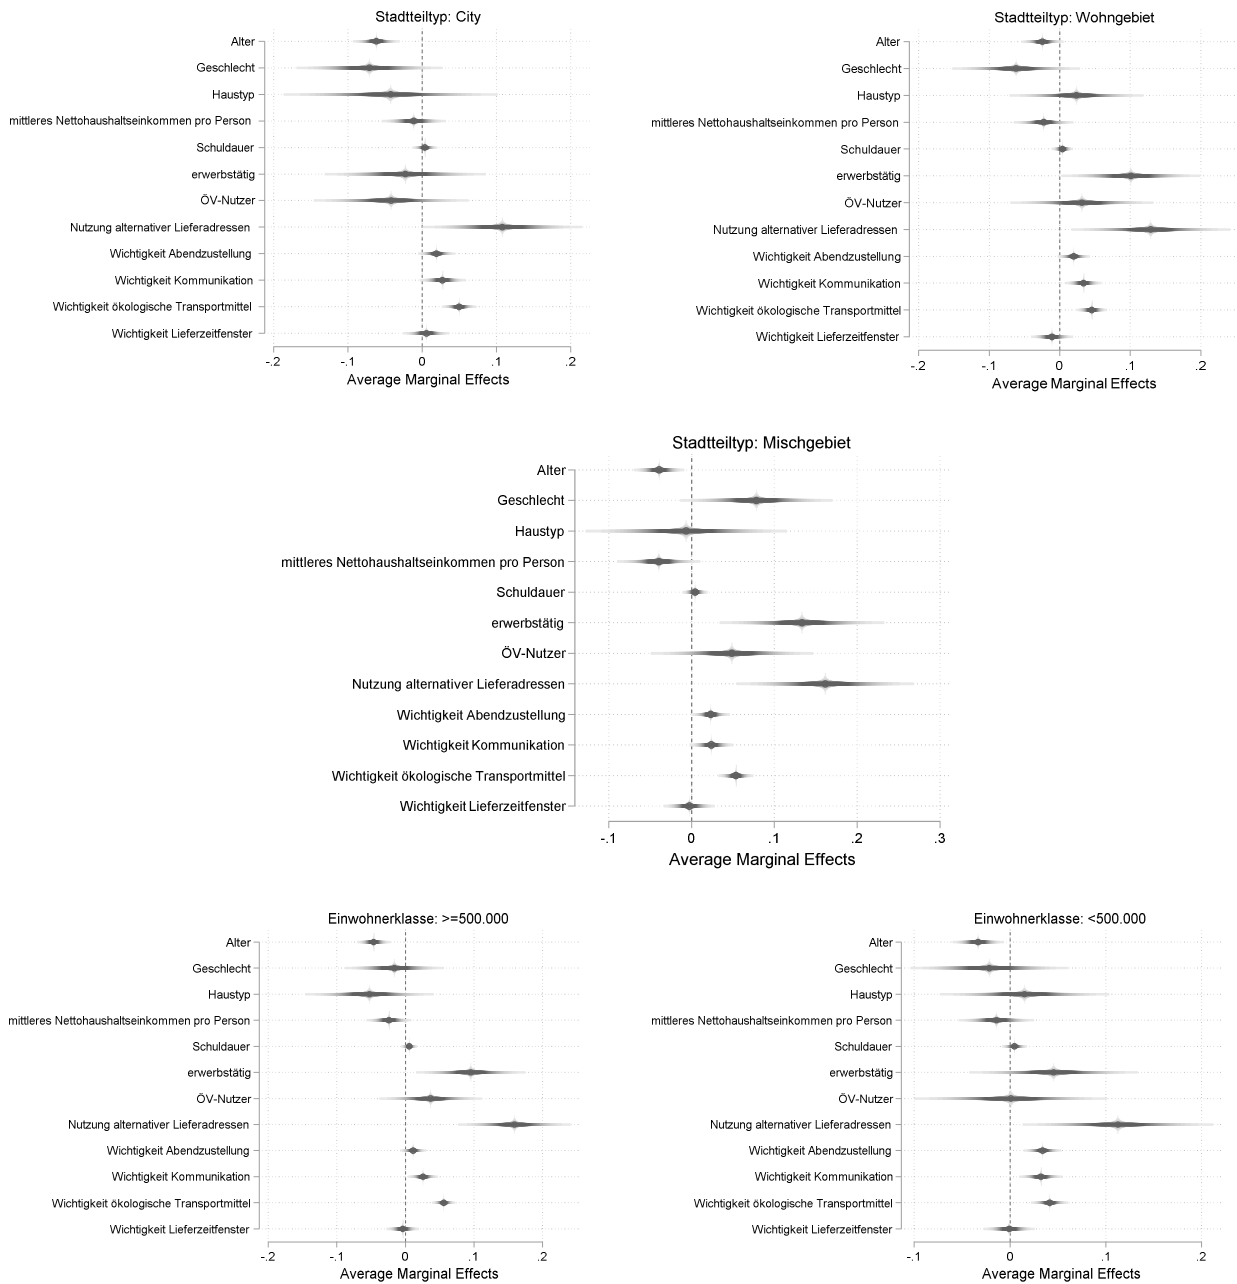 Stadtteiltyp: City
Alter
Geschlecht
Haustyp
mittleres Nettohaushaltseinkommen pro Person
Schuldauer
erwerbstätig
ÖV-Nutzer
Nutzung alternativer Lieferadressen
Wichtigkeit Abendzustellung
Wichtigkeit Kommunikation
Wichtigkeit ökologische Transportmittel
Wichtigkeit Lieferzeitfenster
-.2 -.1 0 .1 .2
Average Marginal Effects
Stadtteiltyp: Wohngebiet
Alter
Geschlecht
Haustyp
mittleres Nettohaushaltseinkommen pro Person
Schuldauer
erwerbstätig
ÖV-Nutzer
Nutzung alternativer Lieferadressen
Wichtigkeit Abendzustellung
Wichtigkeit Kommunikation
Wichtigkeit ökologische Transportmittel
Wichtigkeit Lieferzeitfenster
-.2 -.1 0 .1 .2
Average Marginal Effects
Stadtteiltyp: Mischgebiet
Alter
Geschlecht
Haustyp
mittleres Nettohaushaltseinkommen pro Person
Schuldauer
erwerbstätig
ÖV-Nutzer
Nutzung alternativer Lieferadressen
Wichtigkeit Abendzustellung
Wichtigkeit Kommunikation
Wichtigkeit ökologische Transportmittel
Wichtigkeit Lieferzeitfenster
-.1 0 .1 .2 .3
Average Marginal Effects
Einwohnerklasse: >=500.000
Alter
Geschlecht
Haustyp
mittleres Nettohaushaltseinkommen pro Person
Schuldauer
erwerbstätig
ÖV-Nutzer
Nutzung alternativer Lieferadressen
Wichtigkeit Abendzustellung
Wichtigkeit Kommunikation
Wichtigkeit ökologische Transportmittel
Wichtigkeit Lieferzeitfenster
-.2 -.1 0 .1 .2
Average Marginal Effects
Einwohnerklasse: <500.000
Alter
Geschlecht
Haustyp
mittleres Nettohaushaltseinkommen pro Person
Schuldauer
erwerbstätig
ÖV-Nutzer
Nutzung alternativer Lieferadressen
Wichtigkeit Abendzustellung
Wichtigkeit Kommunikation
Wichtigkeit ökologische Transportmittel
Wichtigkeit Lieferzeitfenster
-.1 0 .1 .2
Average Marginal Effects